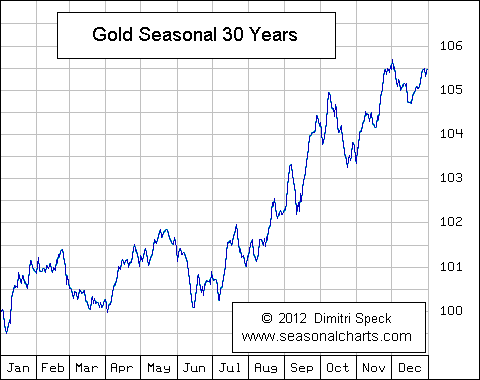 Gold Seasonal 30 Years
106
105
104
103
102
101
100
© 2012 Dimitri Speck
www.seasonalcharts.com
Jan Feb Mar Apr May Jun Jul Aug Sep Oct Nov Dec